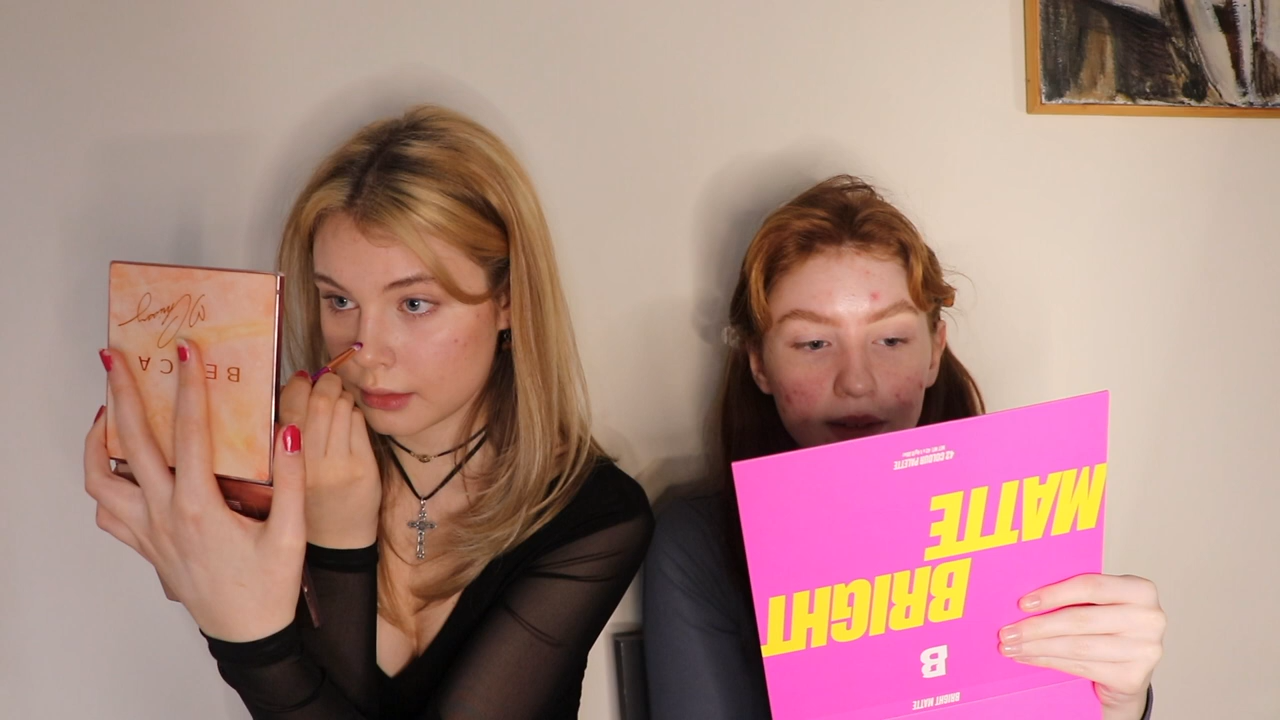 BECCA
BRIGHT MATTE
B
BRIGHT
MATTE
42 COLOUR PALETTE